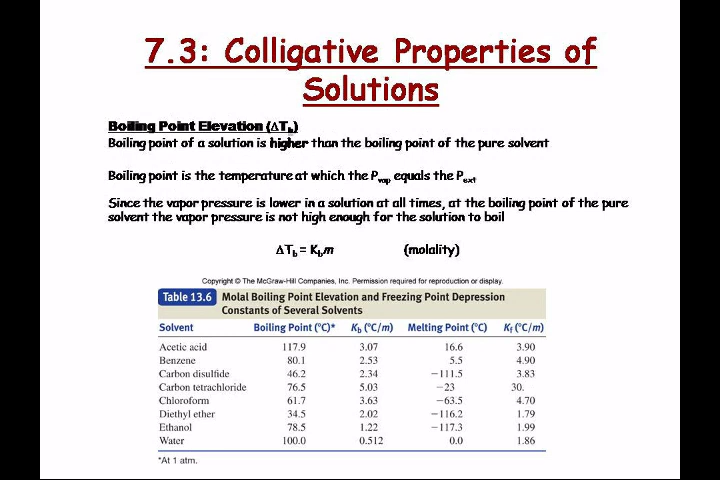 7.3: Colligative Properties of
Solutions
Boiling Point Elevation (ΔTb)
Boiling point of a solution is higher than the boiling point of the pure solvent
Boiling point is the temperature at which the Pvap equals the Pext
Since the vapor pressure is lower in a solution at all times, at the boiling point of the pure
solvent the vapor pressure is not high enough for the solution to boil
ΔTb = Kbm (molality)
Copyright © The McGraw-Hill Companies, Inc. Permission required for reproduction or display.
Table 13.6 Molal Boiling Point Elevation and Freezing Point Depression
Constants of Several Solvents
Solvent Boiling Point (°C)* Kb (°C/m) Melting Point (°C) Kf (°C/m)
Acetic acid 117.9 3.07 16.6 3.90
Benzene 80.1 2.53 5.5 4.90
Carbon disulfide 46.2 2.34 −111.5 3.83
Carbon tetrachloride 76.5 5.03 −23 30.
Chloroform 61.7 3.63 −63.5 4.70
Diethyl ether 34.5 2.02 −116.2 1.79
Ethanol 78.5 1.22 −117.3 1.99
Water 100.0 0.512 0.0 1.86
*At 1 atm.